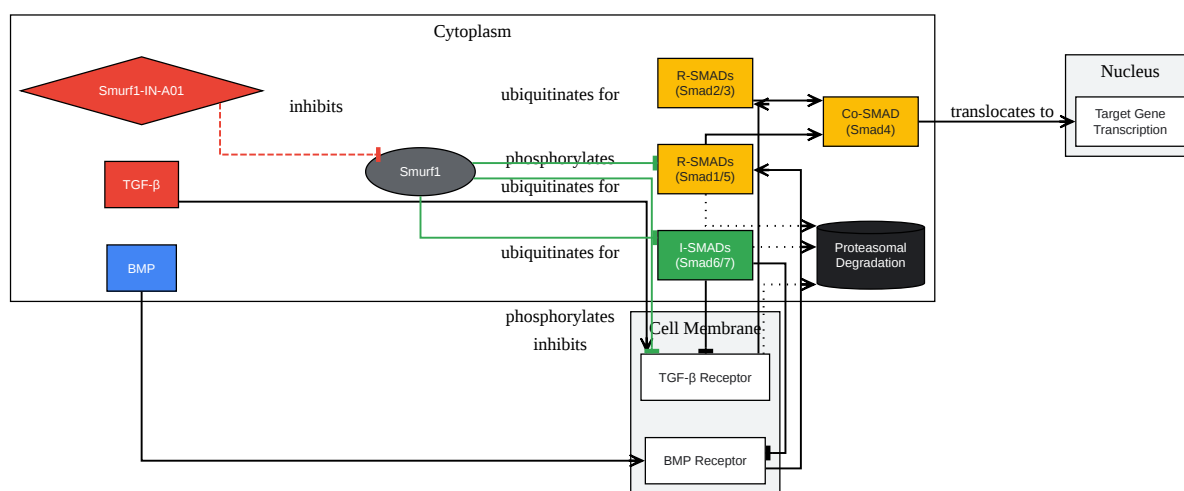 Cytoplasm
Smurf1-IN-A01
inhibits
ubiquitinates for
R-SMADs
(Smad2/3)
Co-SMAD
(Smad4)
translocates to
Nucleus
Target Gene
Transcription
Smurf1
phosphorylates
ubiquitinates for
R-SMADs
(Smad1/5)
TGF-β
BMP
ubiquitinates for
I-SMADs
(Smad6/7)
Proteasomal
Degradation
phosphorylates
inhibits
Cell Membrane
TGF-β Receptor
BMP Receptor